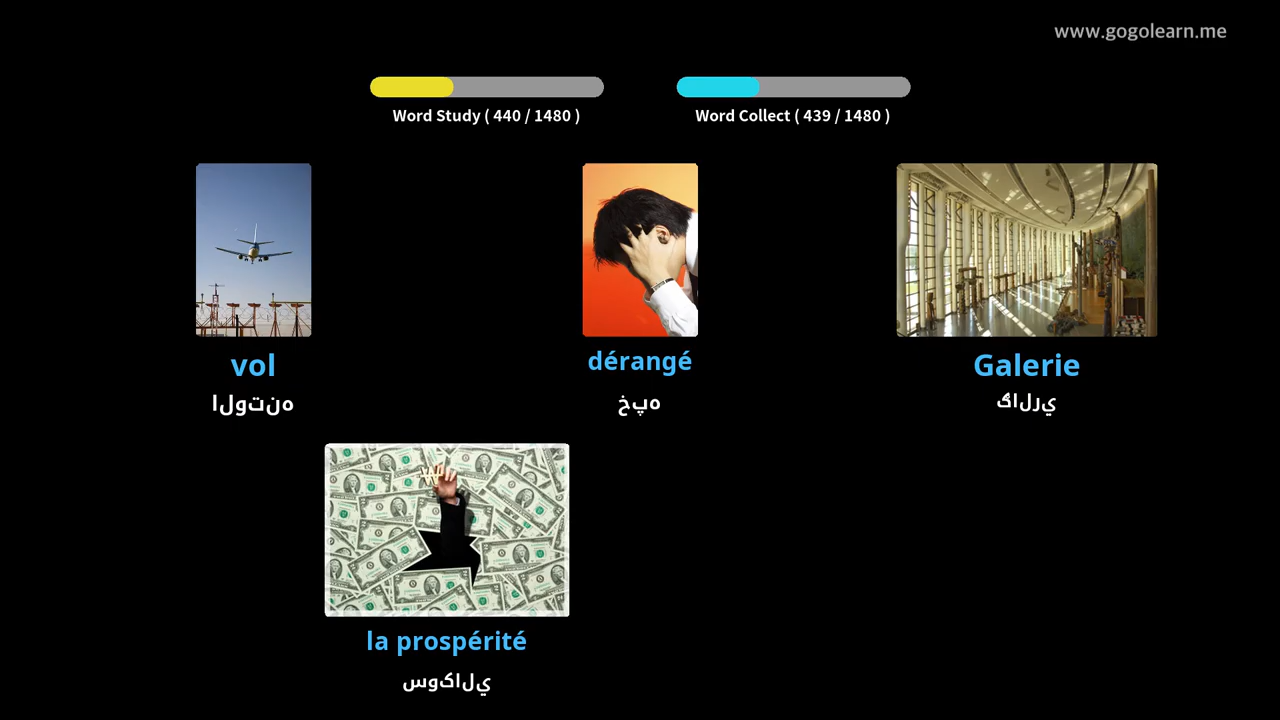 www.gogolearn.me
Word Study ( 440 / 1480 )
Word Collect ( 439 / 1480 )
vol
الوتنه
dérangé
خپه
Galerie
ګالري
la prospérité
سوکالي